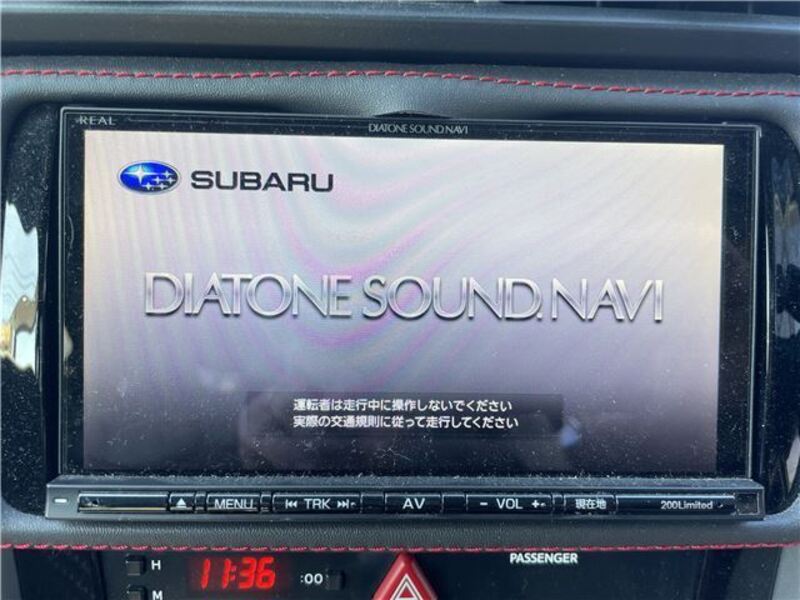 REAL
DIATONE SOUND.NAVI
SUBARU
DIATONE SOUND.NAVI
運転者は走行中に操作しないでください
実際の交通規則に従って走行してください
MENU TRK AV - VOL + 現在地 200Limited
PASSENGER
H 11:36 :00
M